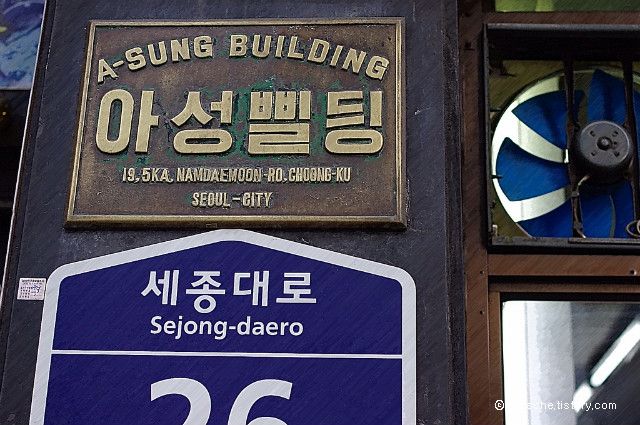 A-SUNG BUILDING
아성삘딩
19, 5KA, NAMDAEMOON-RO, CHOONG-KU
SEOUL-CITY
세종대로
Sejong-daero
26